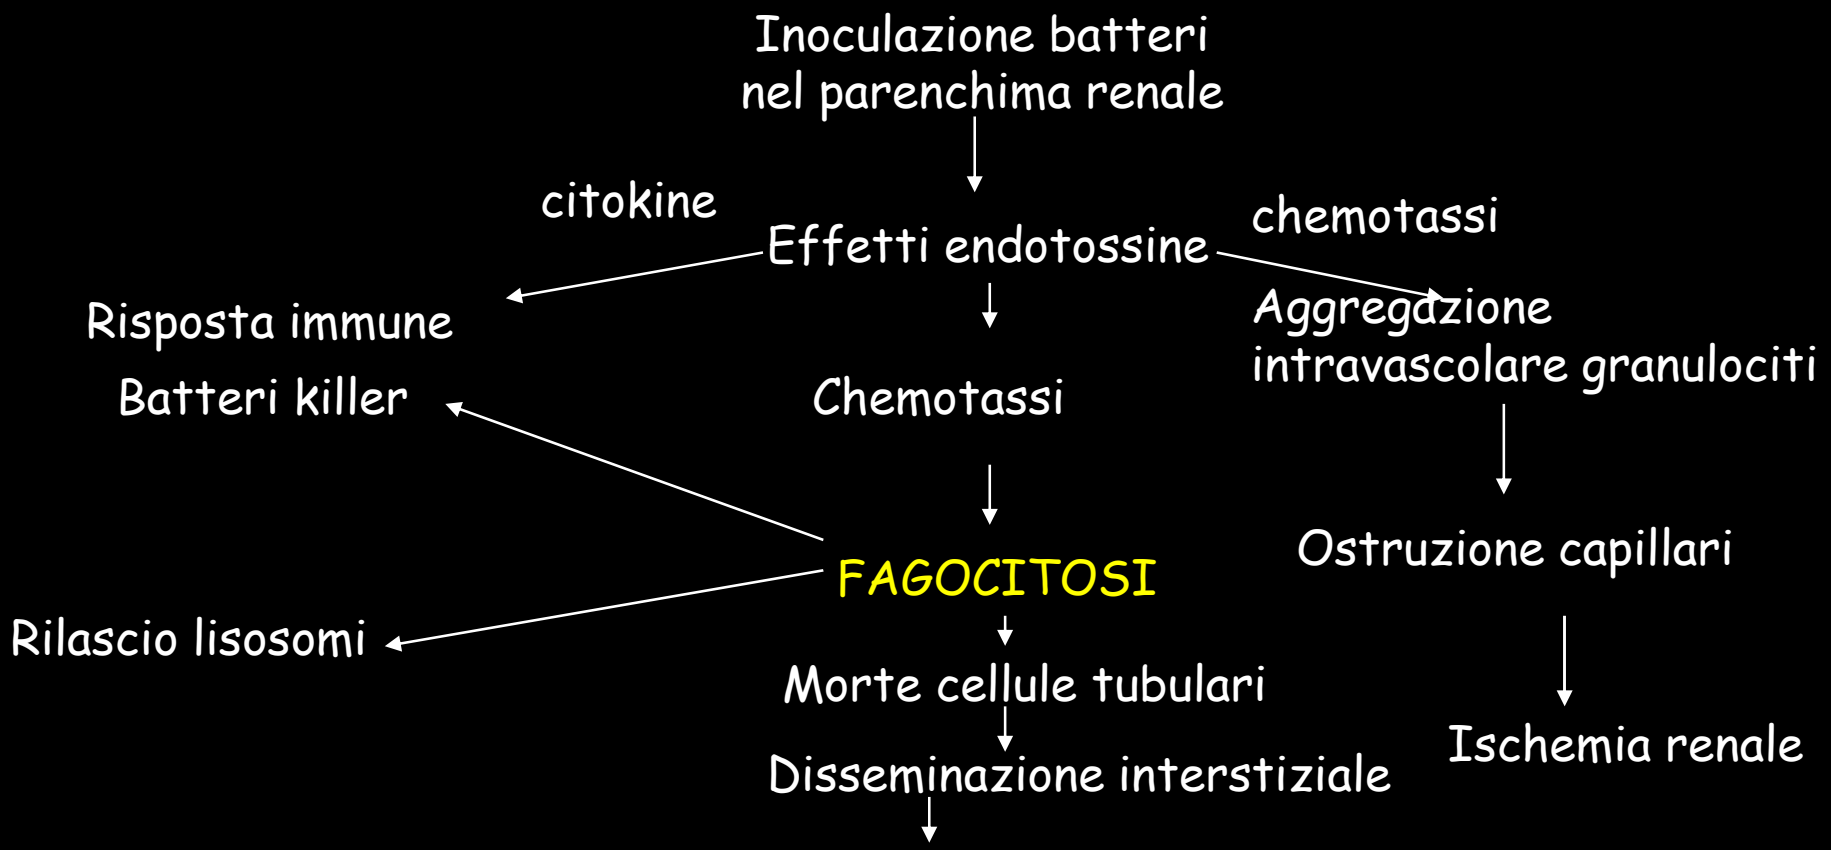 Inoculazione batteri
nel parenchima renale
citokine
chemotassi
Effetti endotossine
Risposta immune
Aggregazione
intravascolare granulociti
Batteri killer
Chemotassi
Ostruzione capillari
FAGOCITOSI
Rilascio lisosomi
Morte cellule tubulari
Ischemia renale
Disseminazione interstiziale